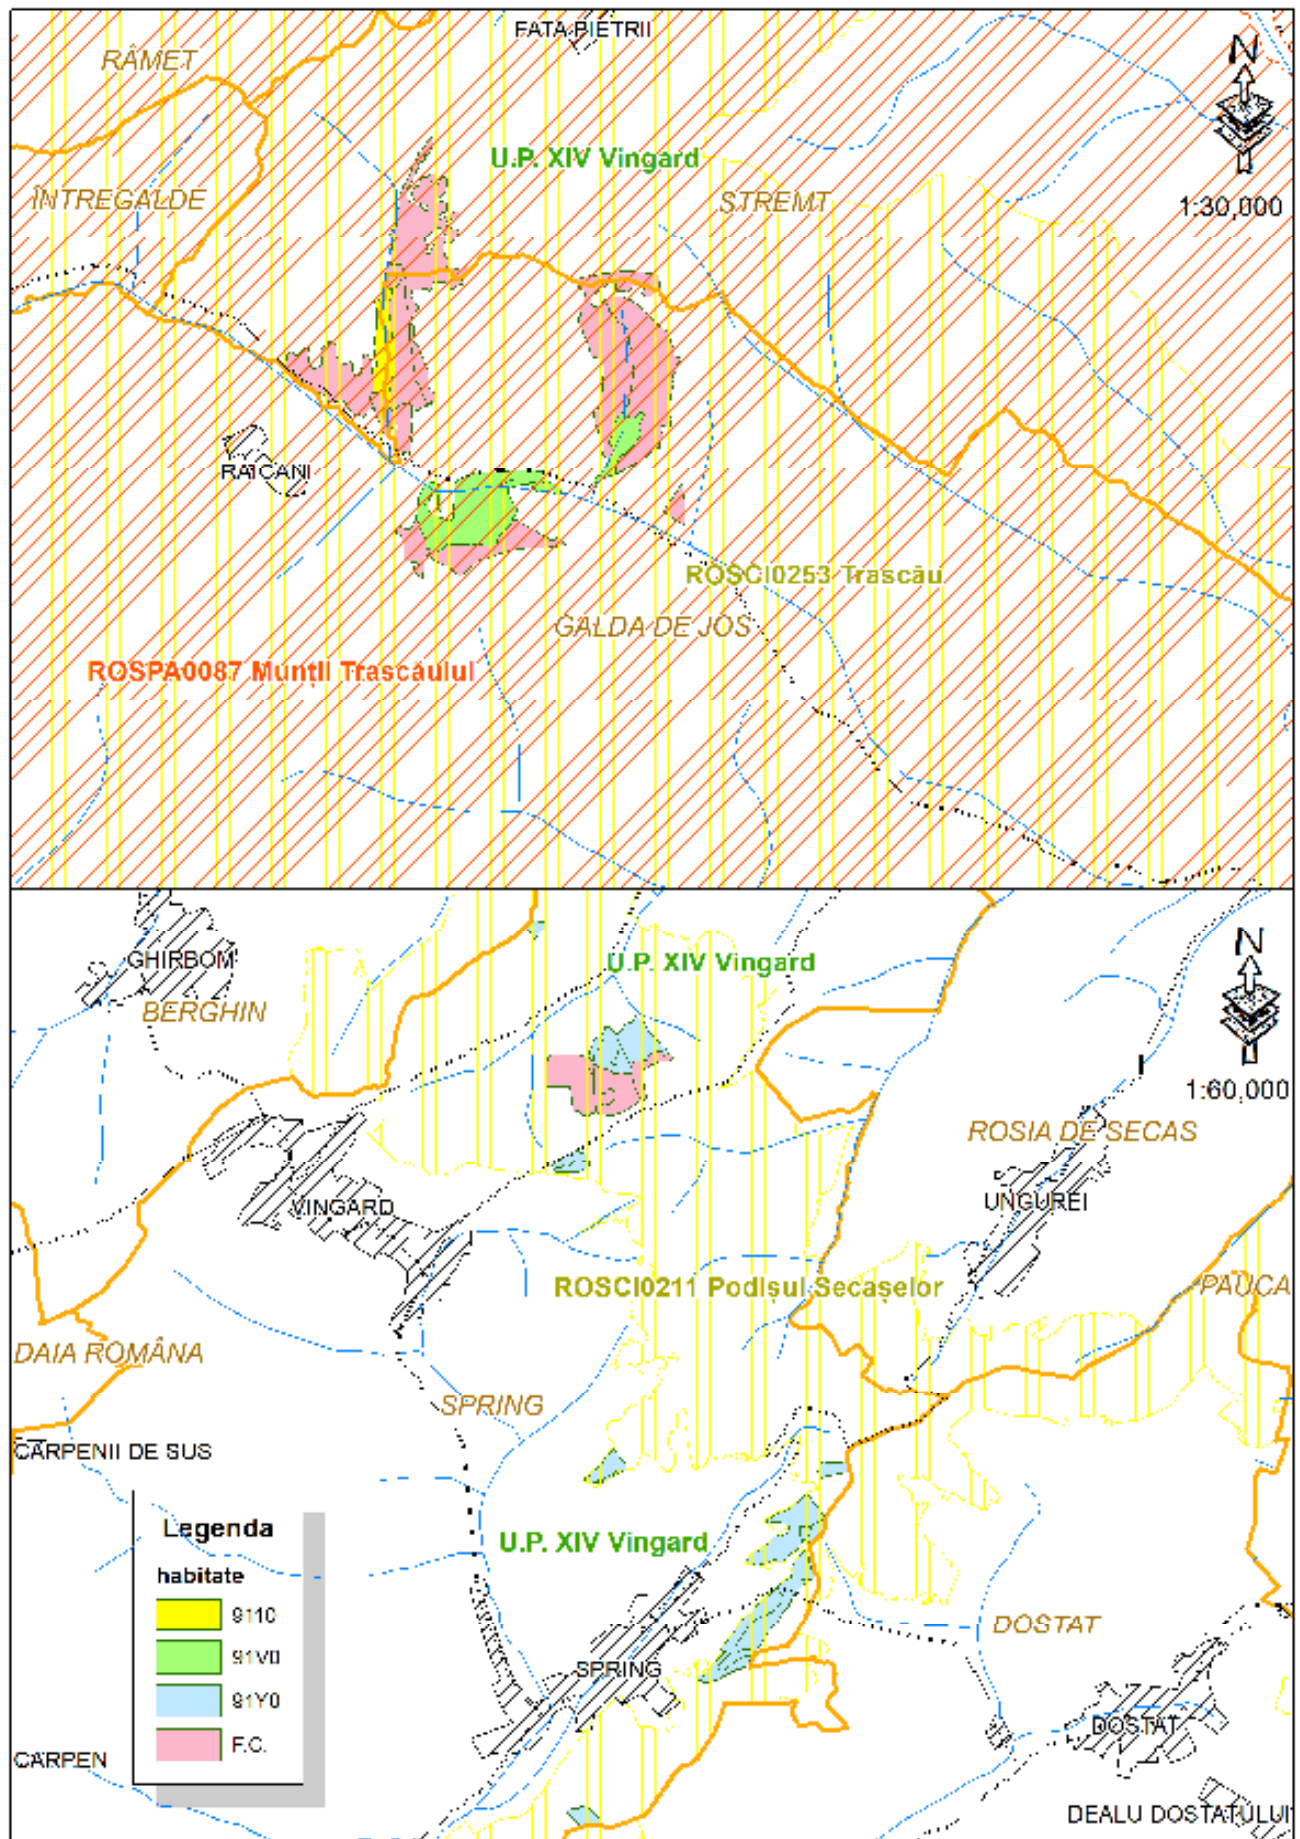 FATA PIETRII
RÂMET
N
U.P. XIV Vingard
ÎNTREGALDE
STREMT
1:30,000
RAICANI
ROSCI0253 Trascău
GALDA DE JOS
ROSPA0087 Munții Trascăului
GHIRBOM
U.P. XIV Vingard
N
BERGHIN
1:60,000
ROSIA DE SECAS
VINGARD
UNGUREI
ROSCI0211 Podișul Secașelor
PAUCA
DAIA ROMÂNA
SPRING
CARPENII DE SUS
Legenda
U.P. XIV Vingard
habitate
9110
91V0
DOSTAT
SPRING
91Y0
DOSTAT
F.C.
CARPEN
DEALU DOSTATULUI